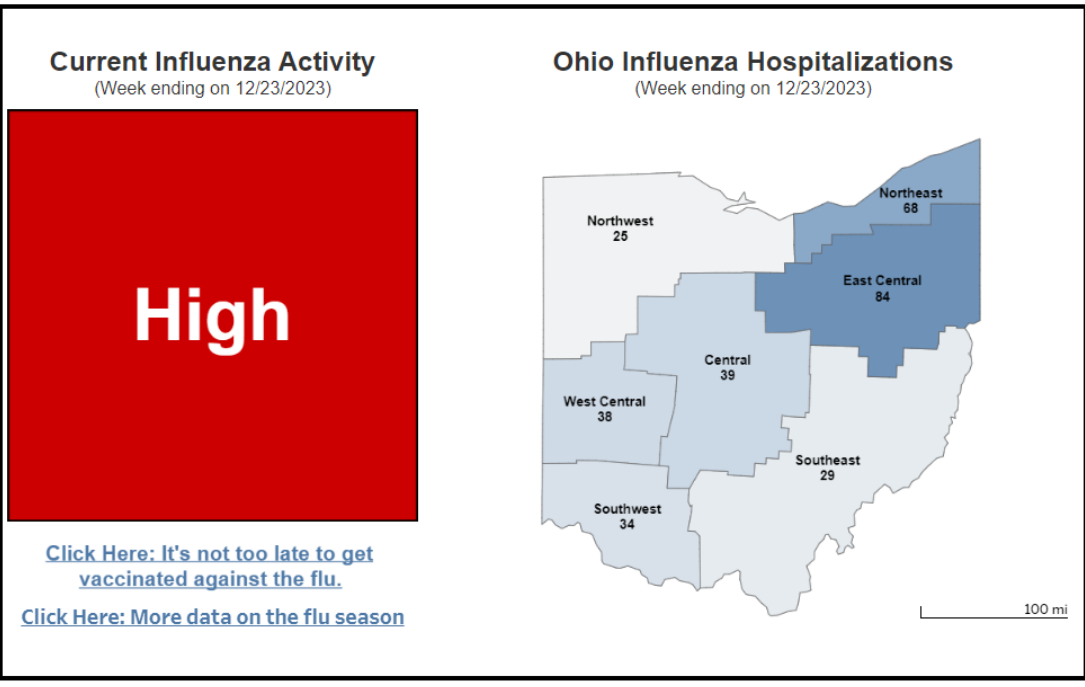 Current Influenza Activity
(Week ending on 12/23/2023)
High
Click Here: It's not too late to get
vaccinated against the flu.
Click Here: More data on the flu season
Ohio Influenza Hospitalizations
(Week ending on 12/23/2023)
Northeast
68
Northwest
25
East Central
84
Central
39
West Central
38
Southeast
29
Southwest
34
100 mi